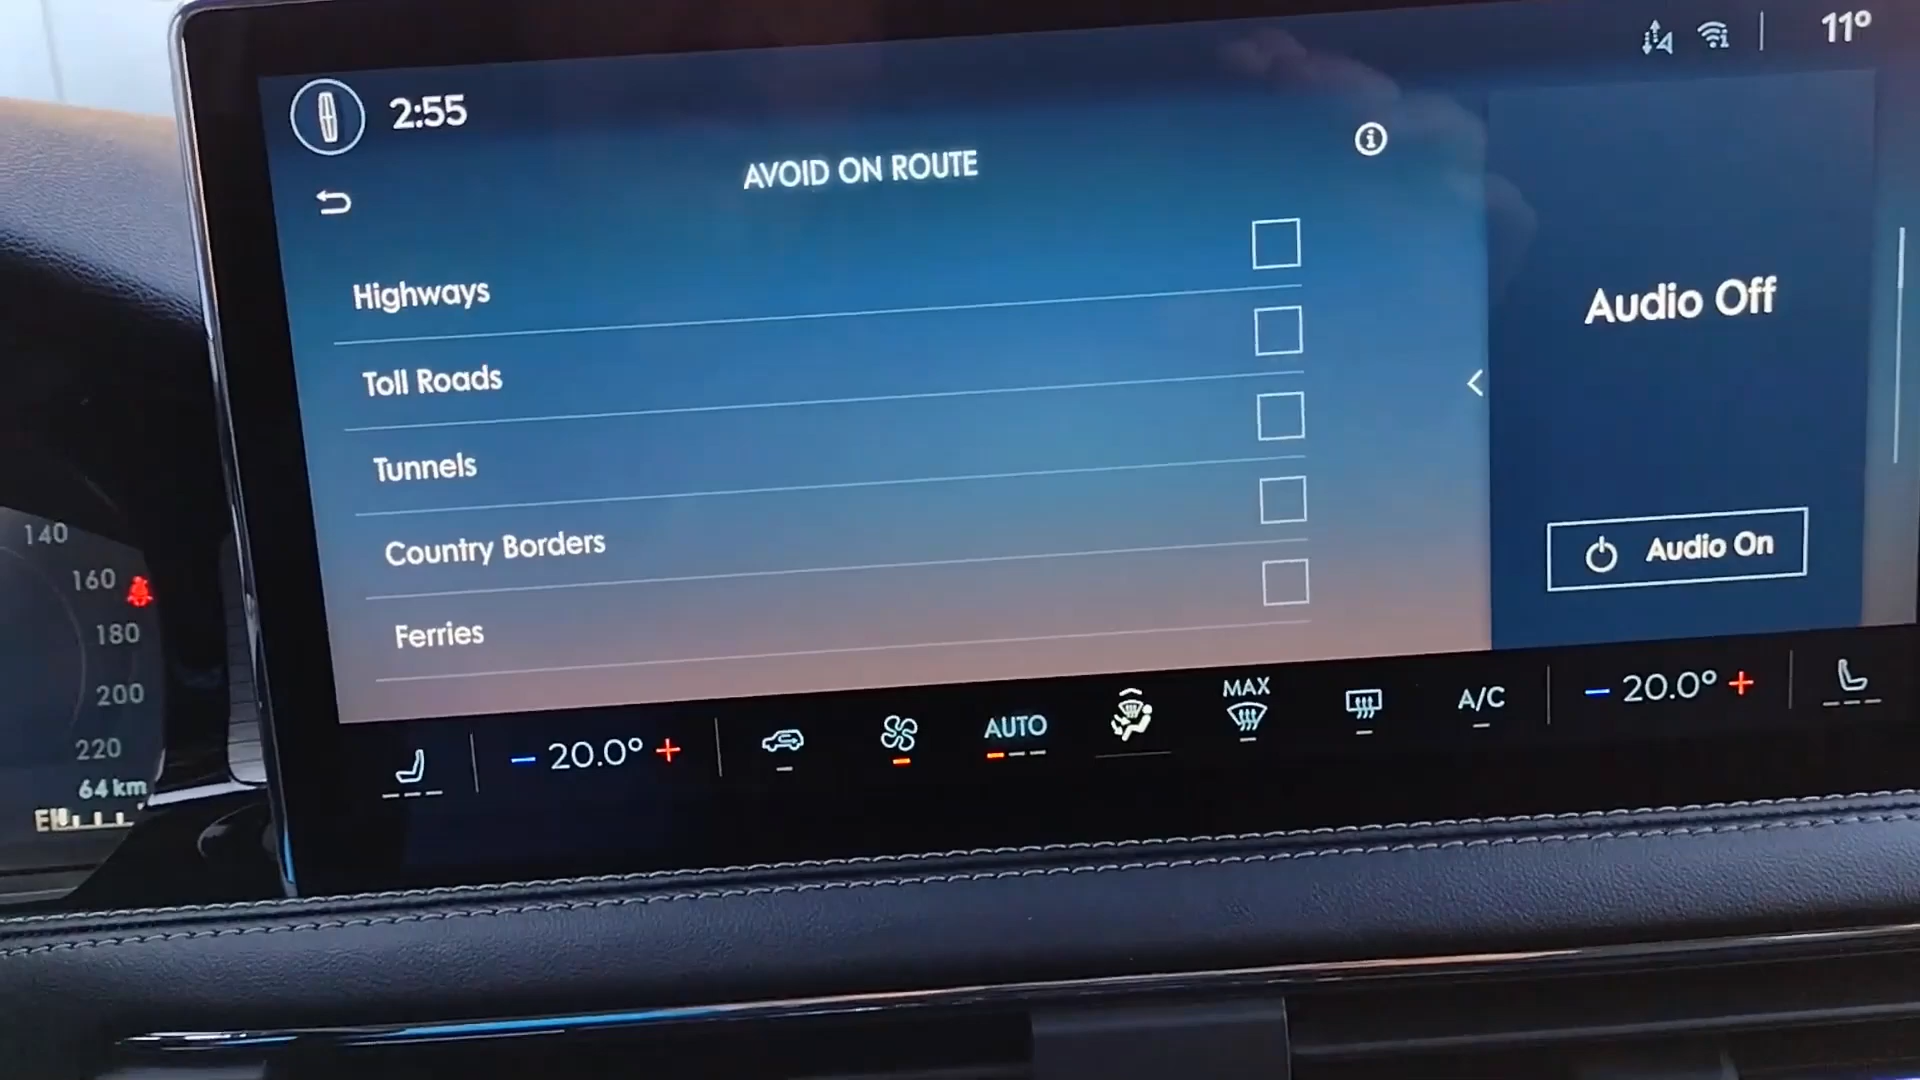 11°
2:55
AVOID ON ROUTE
Highways
Toll Roads
Tunnels
Country Borders
Ferries
Audio Off
Audio On
140
160
180
200
220
64 km
E
20.0°
AUTO
MAX
A/C
20.0°